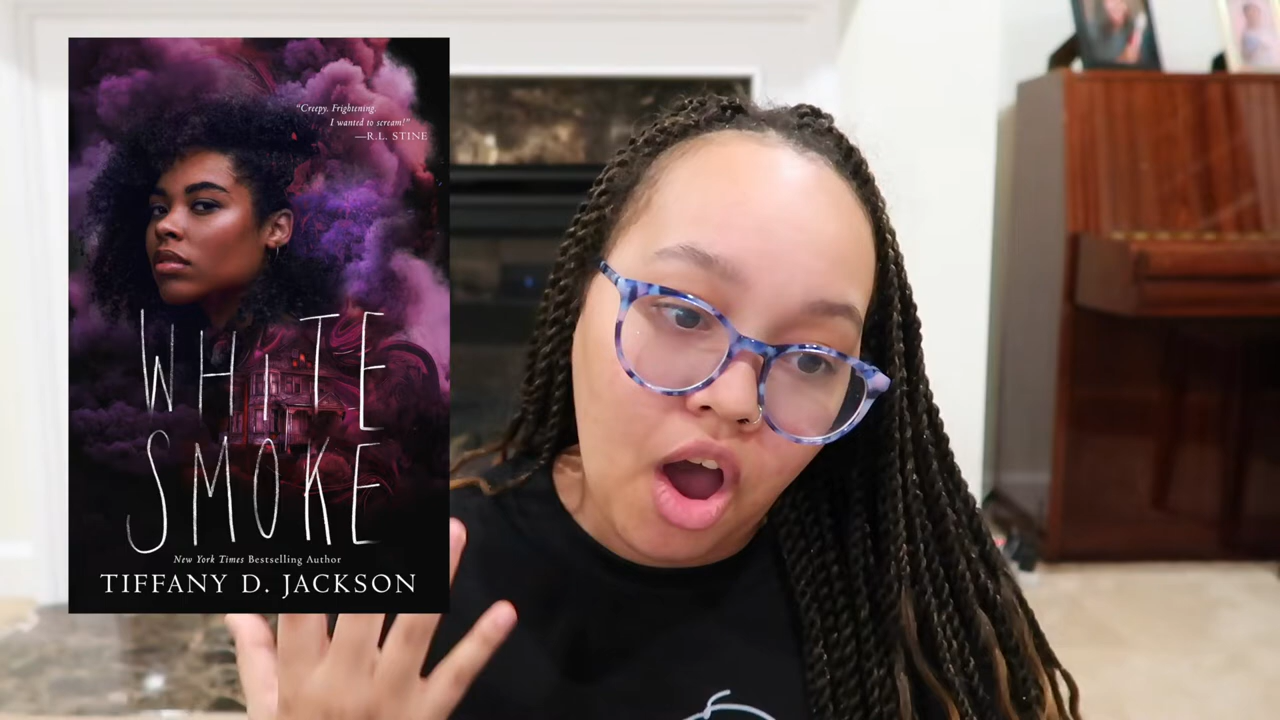 “Creepy. Frightening.
I wanted to scream!”
—R.L. STINE
WHITE
SMOKE
New York Times Bestselling Author
TIFFANY D. JACKSON